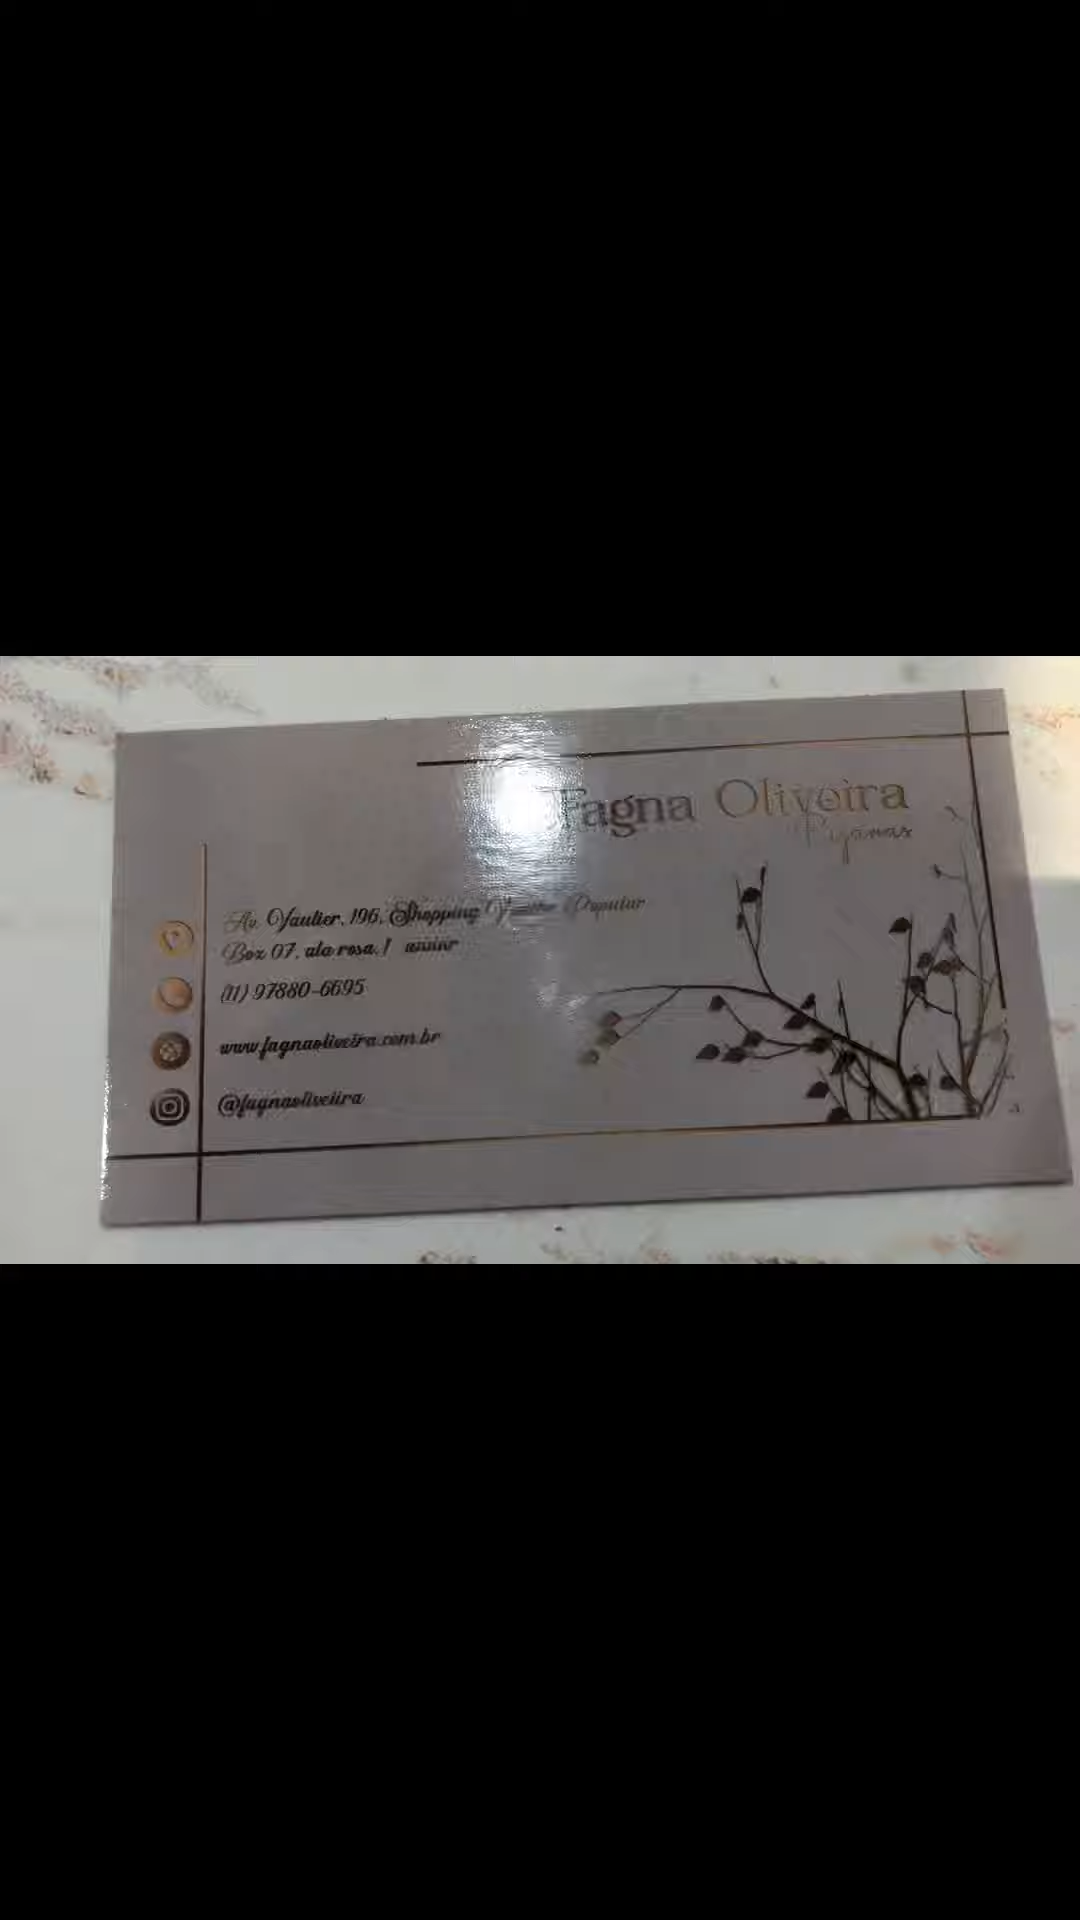 Fagna Oliveira
Pijamas
Av. Vautier, 196, Shopping Popular
Box 07, ala rosa,
(11) 97880-6695
www.fagnaoliveira.com.br
@fagnaoliveiira